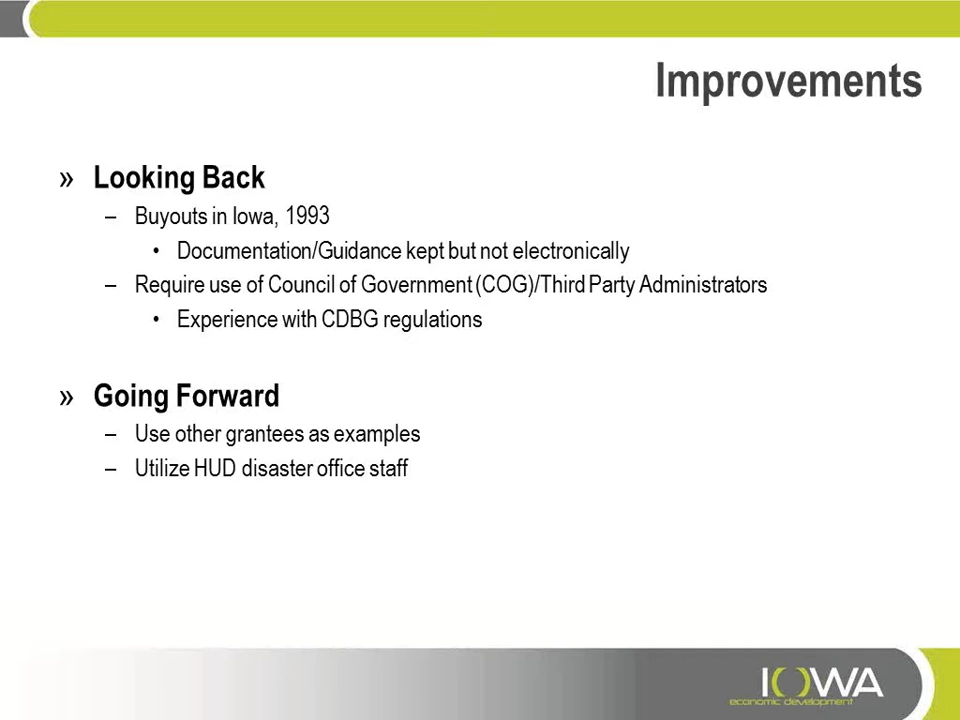 Improvements
» Looking Back
– Buyouts in Iowa, 1993
• Documentation/Guidance kept but not electronically
– Require use of Council of Government (COG)/Third Party Administrators
• Experience with CDBG regulations
» Going Forward
– Use other grantees as examples
– Utilize HUD disaster office staff
IOWA
economic development